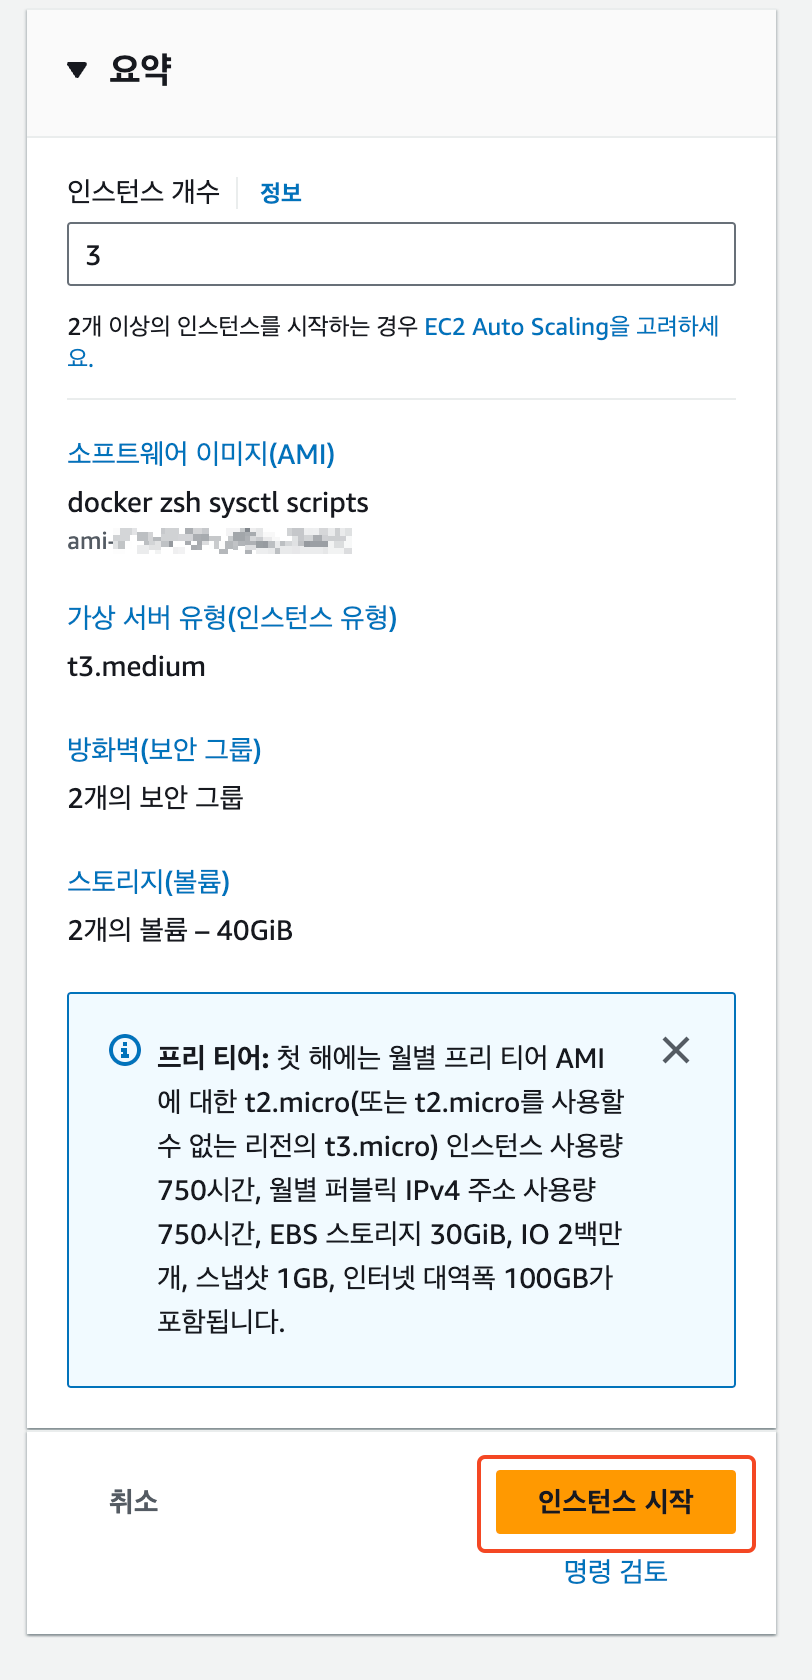 요약
인스턴스 개수 정보
3
2개 이상의 인스턴스를 시작하는 경우 EC2 Auto Scaling을 고려하세
요.
소프트웨어 이미지(AMI)
docker zsh sysctl scripts
ami-
가상 서버 유형(인스턴스 유형)
t3.medium
방화벽(보안 그룹)
2개의 보안 그룹
스토리지(볼륨)
2개의 볼륨 – 40GiB
프리 티어: 첫 해에는 월별 프리 티어 AMI
에 대한 t2.micro(또는 t2.micro를 사용할
수 없는 리전의 t3.micro) 인스턴스 사용량
750시간, 월별 퍼블릭 IPv4 주소 사용량
750시간, EBS 스토리지 30GiB, IO 2백만
개, 스냅샷 1GB, 인터넷 대역폭 100GB가
포함됩니다.
취소
인스턴스 시작
명령 검토